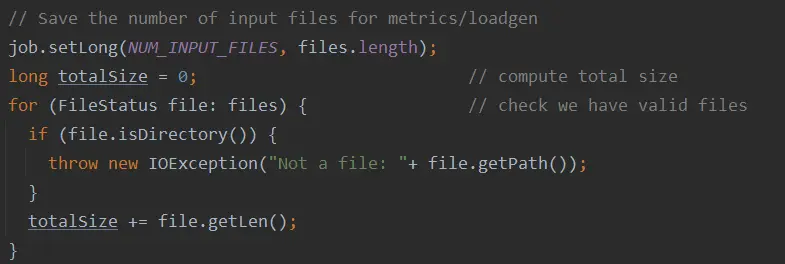 // Save the number of input files for metrics/loadgen
job.setLong(NUM_INPUT_FILES, files.length);
long totalSize = 0;                           // compute total size
for (FileStatus file: files) {                // check we have valid files
  if (file.isDirectory()) {
    throw new IOException("Not a file: "+ file.getPath());
  }
  totalSize += file.getLen();
}